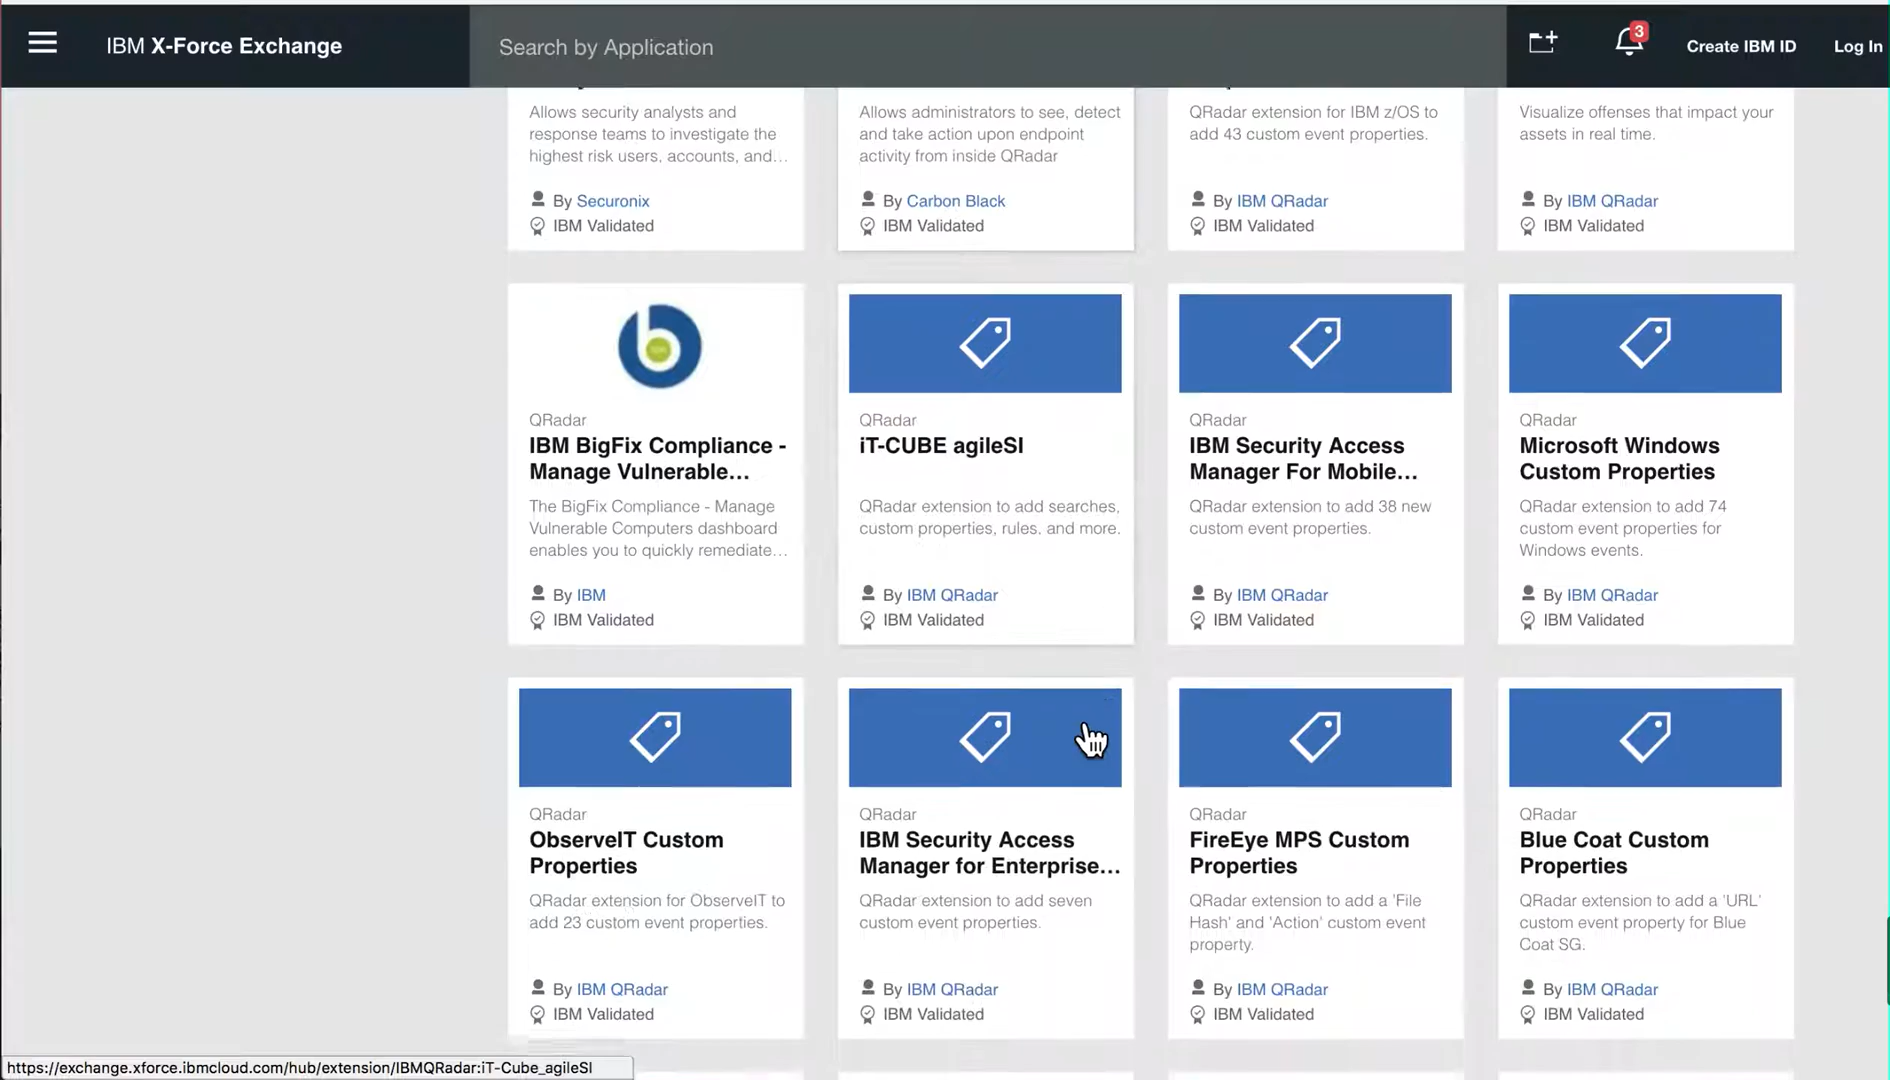 IBM X-Force Exchange
Search by Application
3
Create IBM ID
Log In
Allows security analysts and
response teams to investigate the
highest risk users, accounts, and...
By Securonix
IBM Validated
Allows administrators to see, detect
and take action upon endpoint
activity from inside QRadar
By Carbon Black
IBM Validated
QRadar extension for IBM z/OS to
add 43 custom event properties.
By IBM QRadar
IBM Validated
Visualize offenses that impact your
assets in real time.
By IBM QRadar
IBM Validated
QRadar
IBM BigFix Compliance -
Manage Vulnerable...
The BigFix Compliance - Manage
Vulnerable Computers dashboard
enables you to quickly remediate...
By IBM
IBM Validated
QRadar
iT-CUBE agileSI
QRadar extension to add searches,
custom properties, rules, and more.
By IBM QRadar
IBM Validated
QRadar
IBM Security Access
Manager For Mobile...
QRadar extension to add 38 new
custom event properties.
By IBM QRadar
IBM Validated
QRadar
Microsoft Windows
Custom Properties
QRadar extension to add 74
custom event properties for
Windows events.
By IBM QRadar
IBM Validated
QRadar
ObserveIT Custom
Properties
QRadar extension for ObserveIT to
add 23 custom event properties.
By IBM QRadar
IBM Validated
QRadar
IBM Security Access
Manager for Enterprise...
QRadar extension to add seven
custom event properties.
By IBM QRadar
IBM Validated
QRadar
FireEye MPS Custom
Properties
QRadar extension to add a 'File
Hash' and 'Action' custom event
property.
By IBM QRadar
IBM Validated
QRadar
Blue Coat Custom
Properties
QRadar extension to add a 'URL'
custom event property for Blue
Coat SG.
By IBM QRadar
IBM Validated
https://exchange.xforce.ibmcloud.com/hub/extension/IBMQRadar:iT-Cube_agileSI